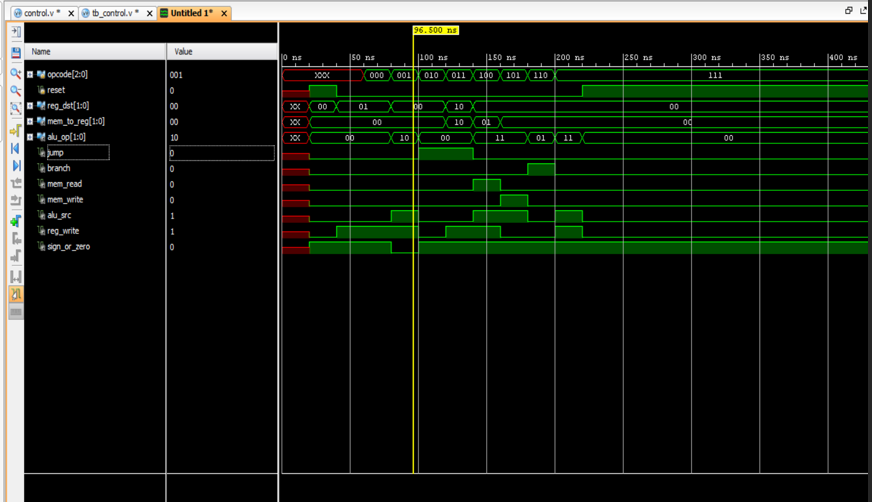 control.v * × tb_control.v * × Untitled 1* ×
96.500 ns
Name Value
0 ns 50 ns 100 ns 150 ns 200 ns 250 ns 300 ns 350 ns 400 ns
opcode[2:0] 001 XXX 000 001 010 011 100 101 110 111
reset 0
reg_dst[1:0] 00 XX 00 01 00 10 00
mem_to_reg[1:0] 00 XX 00 10 01 00
alu_op[1:0] 10 XX 00 10 00 11 01 11 00
jump 0
branch 0
mem_read 0
mem_write 0
alu_src 1
reg_write 1
sign_or_zero 0